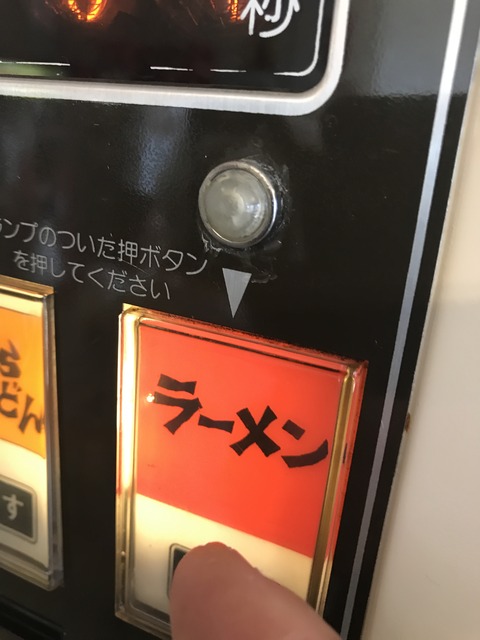 秒
ンプのついた押ボタン
を押してください
どん
す
ラーメン